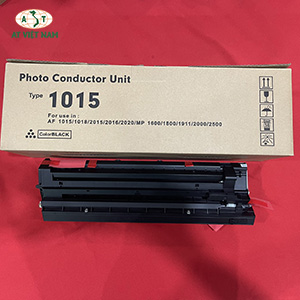 Photo Conductor Unit
Type 1015
For use in :
AF 1015/1018/2015/2016/2020/MP 1600/1800/1911/2000/2500
Color:BLACK